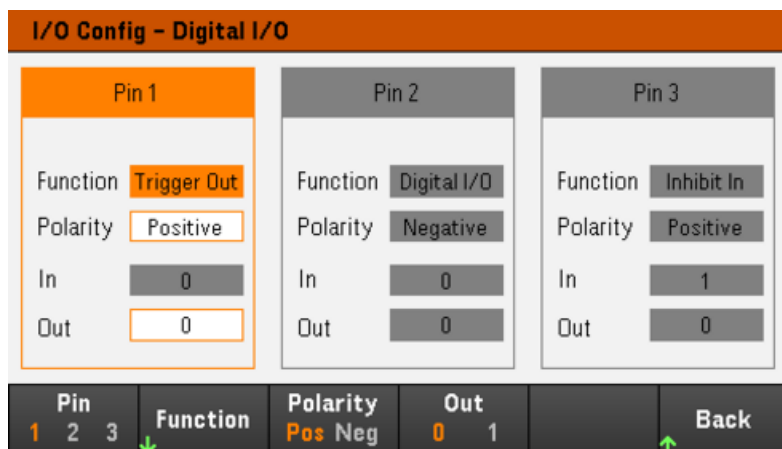 I/O Config - Digital I/O
Pin 1
Pin 2
Pin 3
Function Trigger Out
Function Digital I/O
Function Inhibit In
Polarity Positive
Polarity Negative
Polarity Positive
In 0
In 0
In 1
Out 0
Out 0
Out 0
Pin
1 2 3
Function
Polarity
Pos Neg
Out
0 1
Back